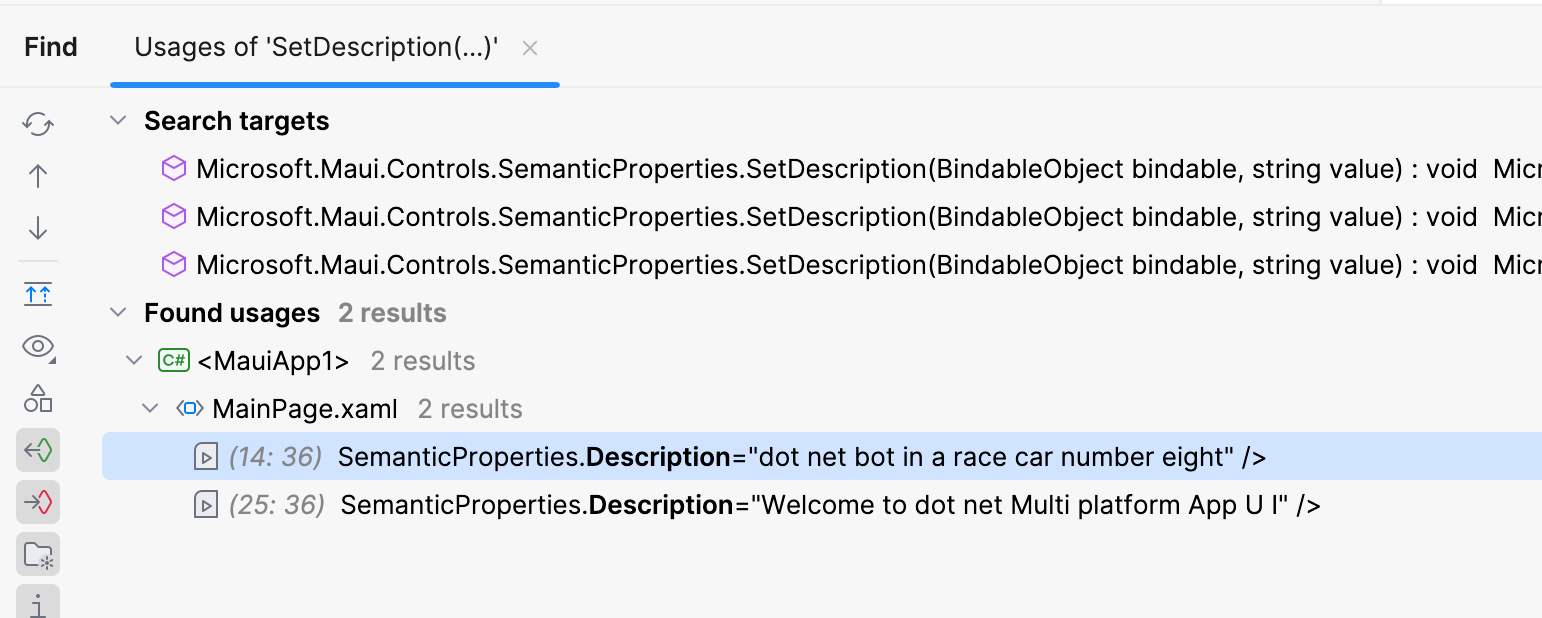 Find Usages of 'SetDescription(...)'
Search targets
Microsoft.Maui.Controls.SemanticProperties.SetDescription(BindableObject bindable, string value) : void Micr
Microsoft.Maui.Controls.SemanticProperties.SetDescription(BindableObject bindable, string value) : void Micr
Microsoft.Maui.Controls.SemanticProperties.SetDescription(BindableObject bindable, string value) : void Micr
Found usages 2 results
C# <MauiApp1> 2 results
MainPage.xaml 2 results
(14: 36) SemanticProperties.Description="dot net bot in a race car number eight" />
(25: 36) SemanticProperties.Description="Welcome to dot net Multi platform App U I" />